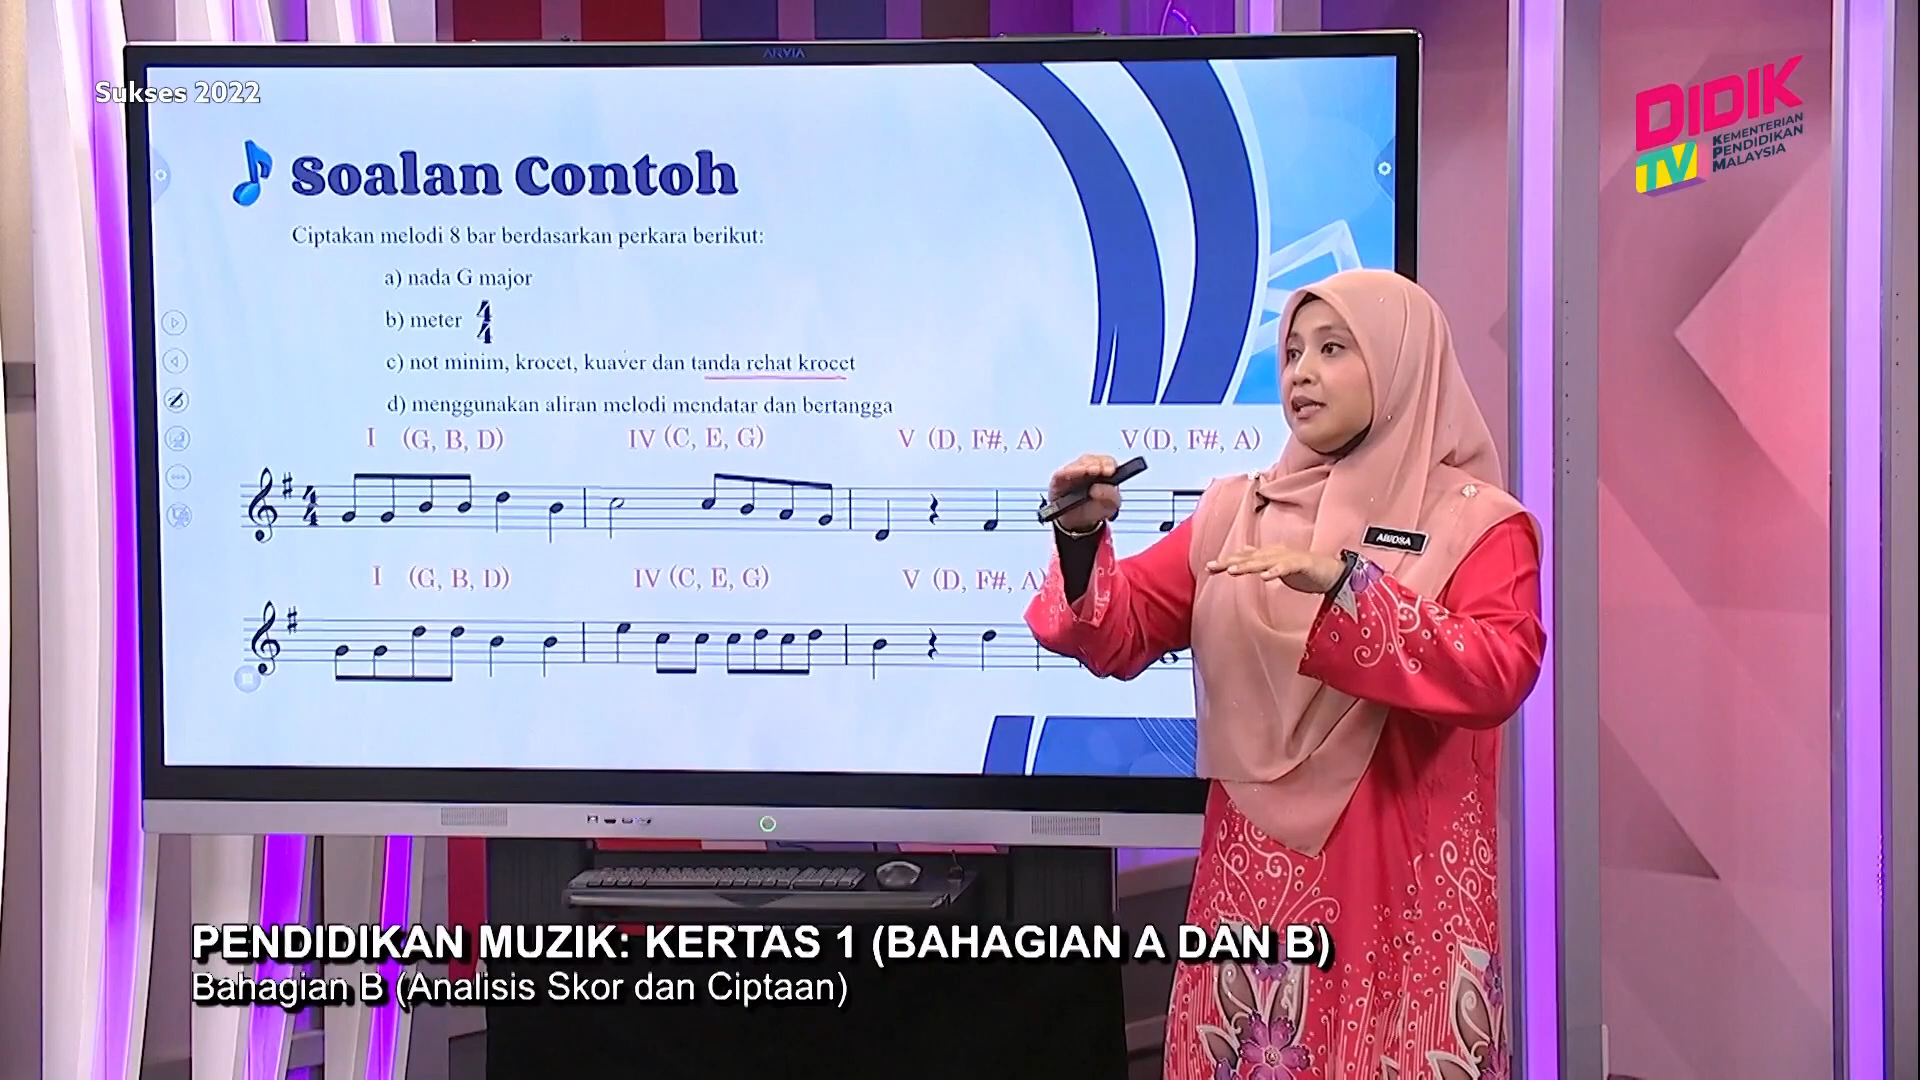 ARVIA
Sukses 2022
DIDIK
TV
KEMENTERIAN
PENDIDIKAN
MALAYSIA
Soalan Contoh
Ciptakan melodi 8 bar berdasarkan perkara berikut:
a) nada G major
b) meter 4/4
c) not minim, krocet, kuaver dan tanda rehat krocet
d) menggunakan aliran melodi mendatar dan bertangga
I (G, B, D) IV (C, E, G) V (D, F#, A) V (D, F#, A)
4/4
I (G, B, D) IV (C, E, G) V (D, F#, A)
PENDIDIKAN MUZIK: KERTAS 1 (BAHAGIAN A DAN B)
Bahagian B (Analisis Skor dan Ciptaan)